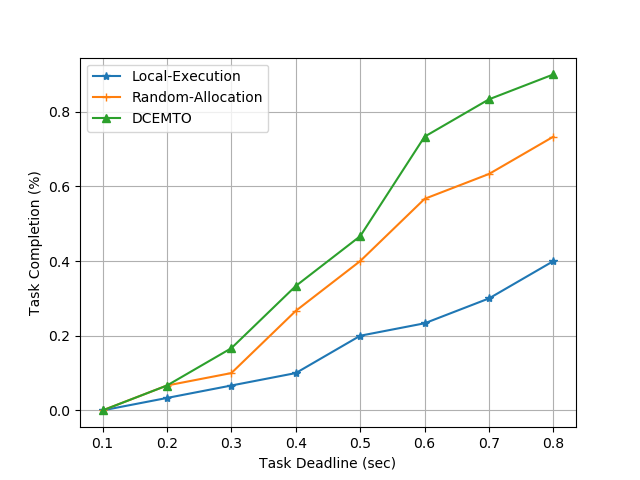 Local-Execution
Random-Allocation
DCEMTO
Task Completion (%)
0.8
0.6
0.4
0.2
0.0
0.1 0.2 0.3 0.4 0.5 0.6 0.7 0.8
Task Deadline (sec)